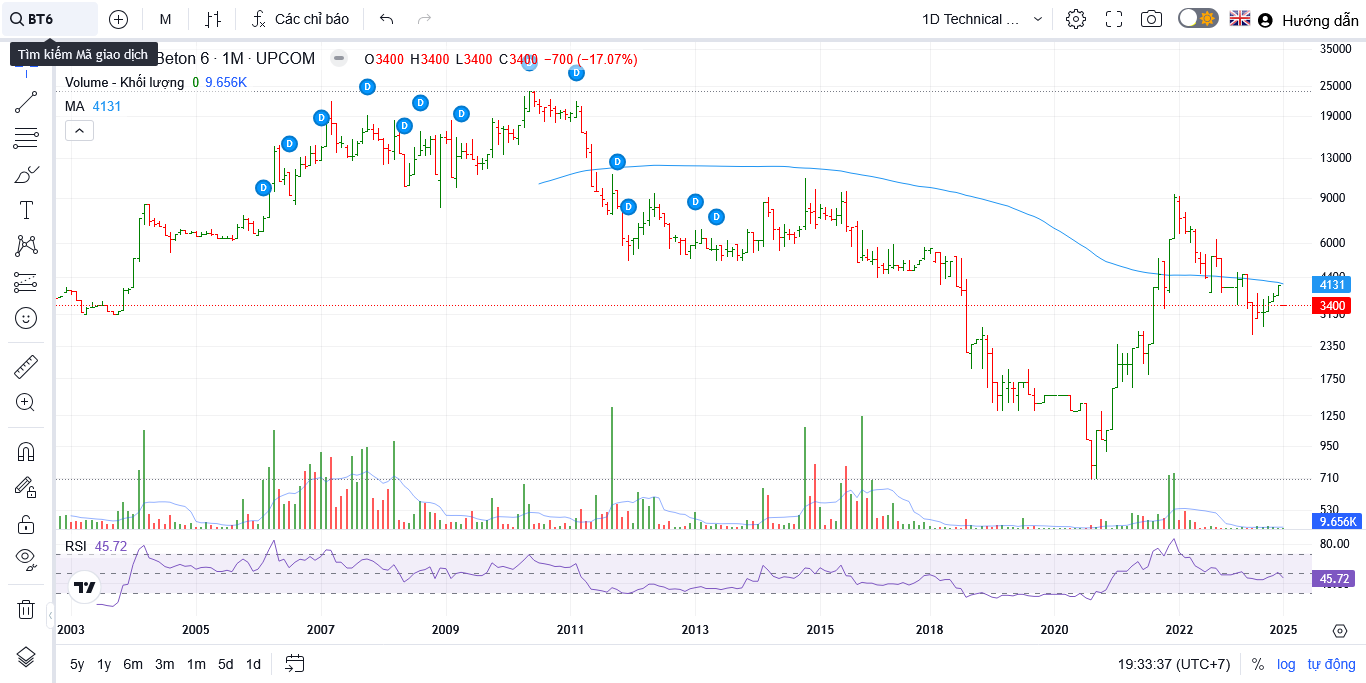 BT6
M
Các chỉ báo
1D Technical ...
Hướng dẫn
Tìm kiếm Mã giao dịch
Beton 6 · 1M · UPCOM
O3400 H3400 L3400 C3400 −700 (−17.07%)
Volume - Khối lượng 0 9.656K
MA 4131
D D D D D D D D D D D D
35000
25000
19000
13000
9000
6000
4400
4131
3400
3150
2350
1750
1250
950
710
530
9.656K
RSI 45.72
80.00
45.72
2003 2005 2007 2009 2011 2013 2015 2018 2020 2022 2025
5y 1y 6m 3m 1m 5d 1d
19:33:37 (UTC+7)
% log tự động